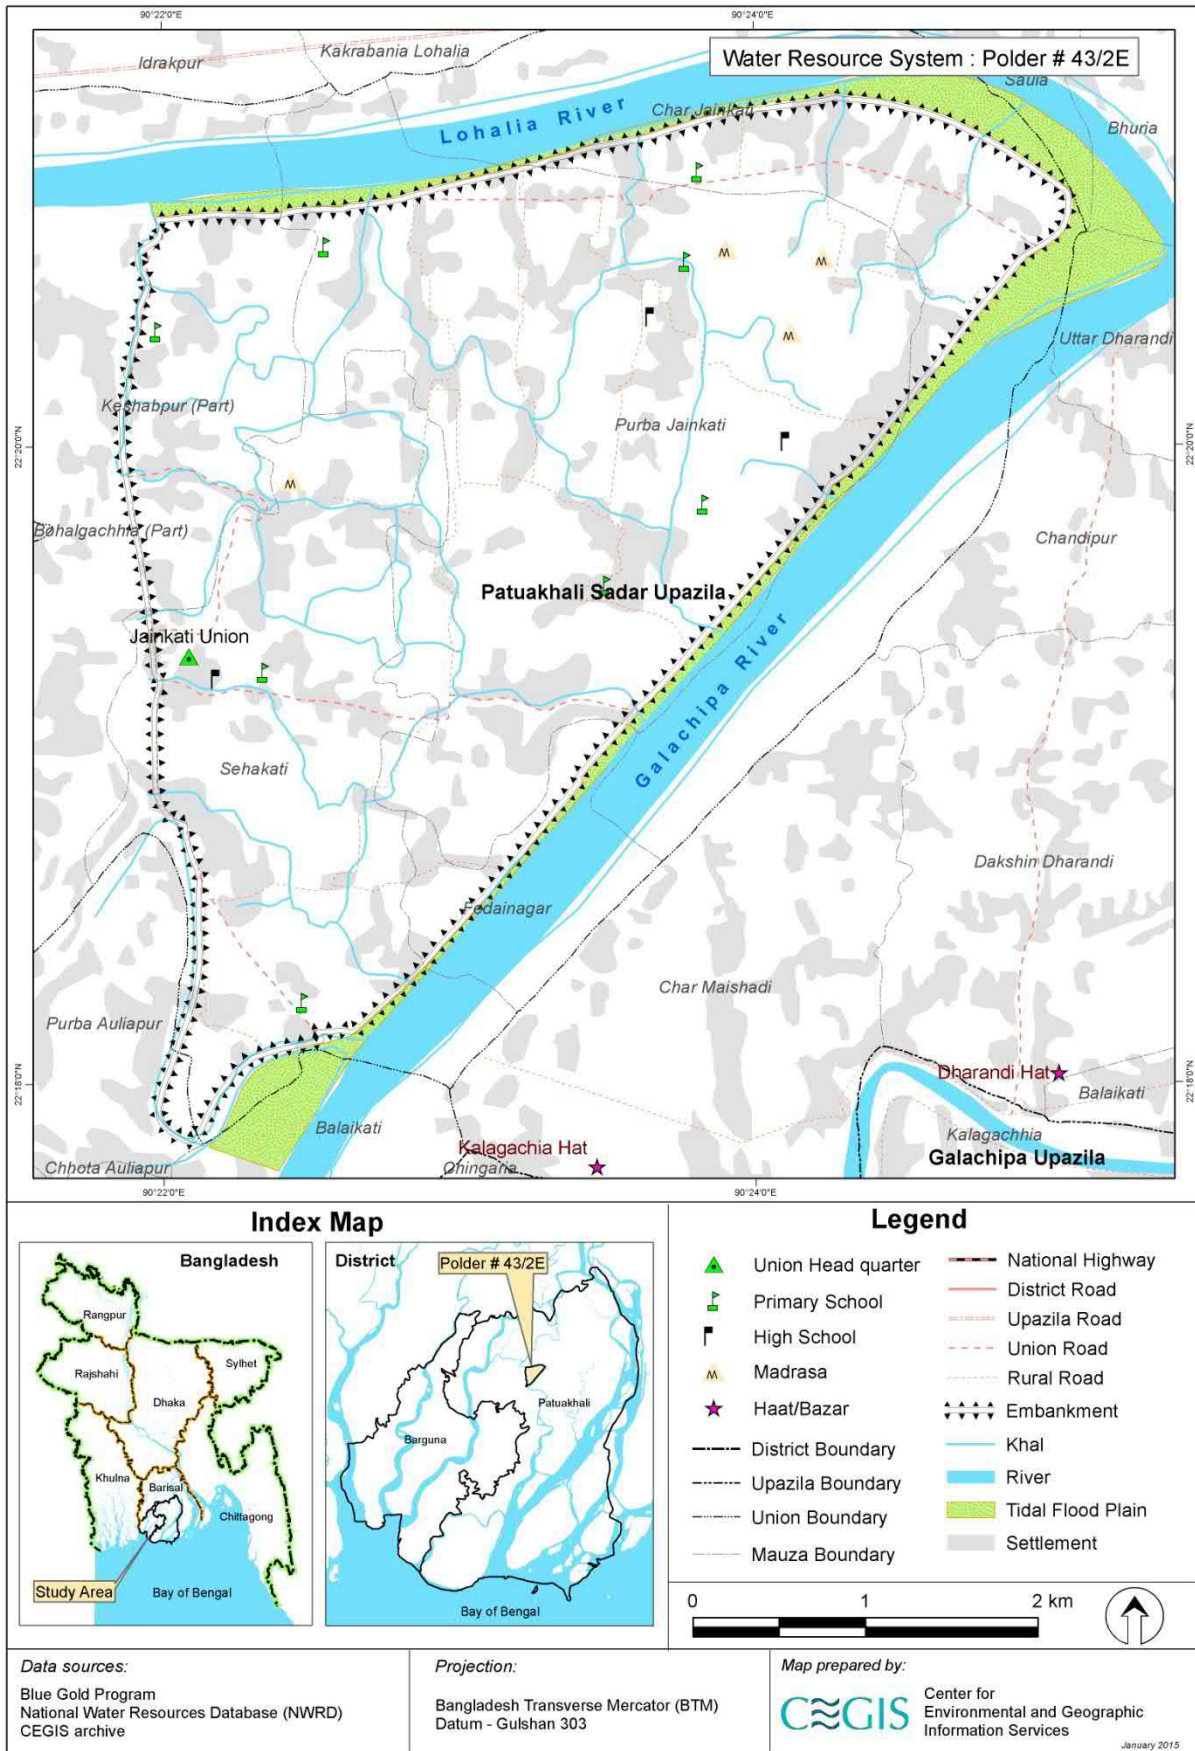 90°22'0"E
90°24'0"E
Water Resource System : Polder # 43/2E
Idrakpur
Kakrabania Lohalia
Lohalia River
Char Jainkati
Saula
Bhuria
Uttar Dharandi
Keshabpur (Part)
Purba Jainkati
22°20'0"N
22°20'0"N
Bohalgachhia (Part)
Chandipur
Patuakhali Sadar Upazila
Jainkati Union
Galachipa River
Sehakati
Dakshin Dharandi
Fedainagar
Char Maishadi
Purba Auliapur
22°18'0"N
22°18'0"N
Dharandi Hat
Balaikati
Balaikati
Kalagachhia
Kalagachia Hat
Galachipa Upazila
Chhota Auliapur
Chingaria
90°22'0"E
90°24'0"E
Index Map
Bangladesh
Rangpur
Rajshahi
Sylhet
Dhaka
Khulna
Barisal
Chittagong
Study Area
Bay of Bengal
District
Polder # 43/2E
Patuakhali
Barguna
Bay of Bengal
Legend
Union Head quarter
Primary School
High School
Madrasa
Haat/Bazar
District Boundary
Upazila Boundary
Union Boundary
Mauza Boundary
National Highway
District Road
Upazila Road
Union Road
Rural Road
Embankment
Khal
River
Tidal Flood Plain
Settlement
0 1 2 km
Data sources:
Blue Gold Program
National Water Resources Database (NWRD)
CEGIS archive
Projection:
Bangladesh Transverse Mercator (BTM)
Datum - Gulshan 303
Map prepared by:
CEGIS
Center for
Environmental and Geographic
Information Services
January 2015